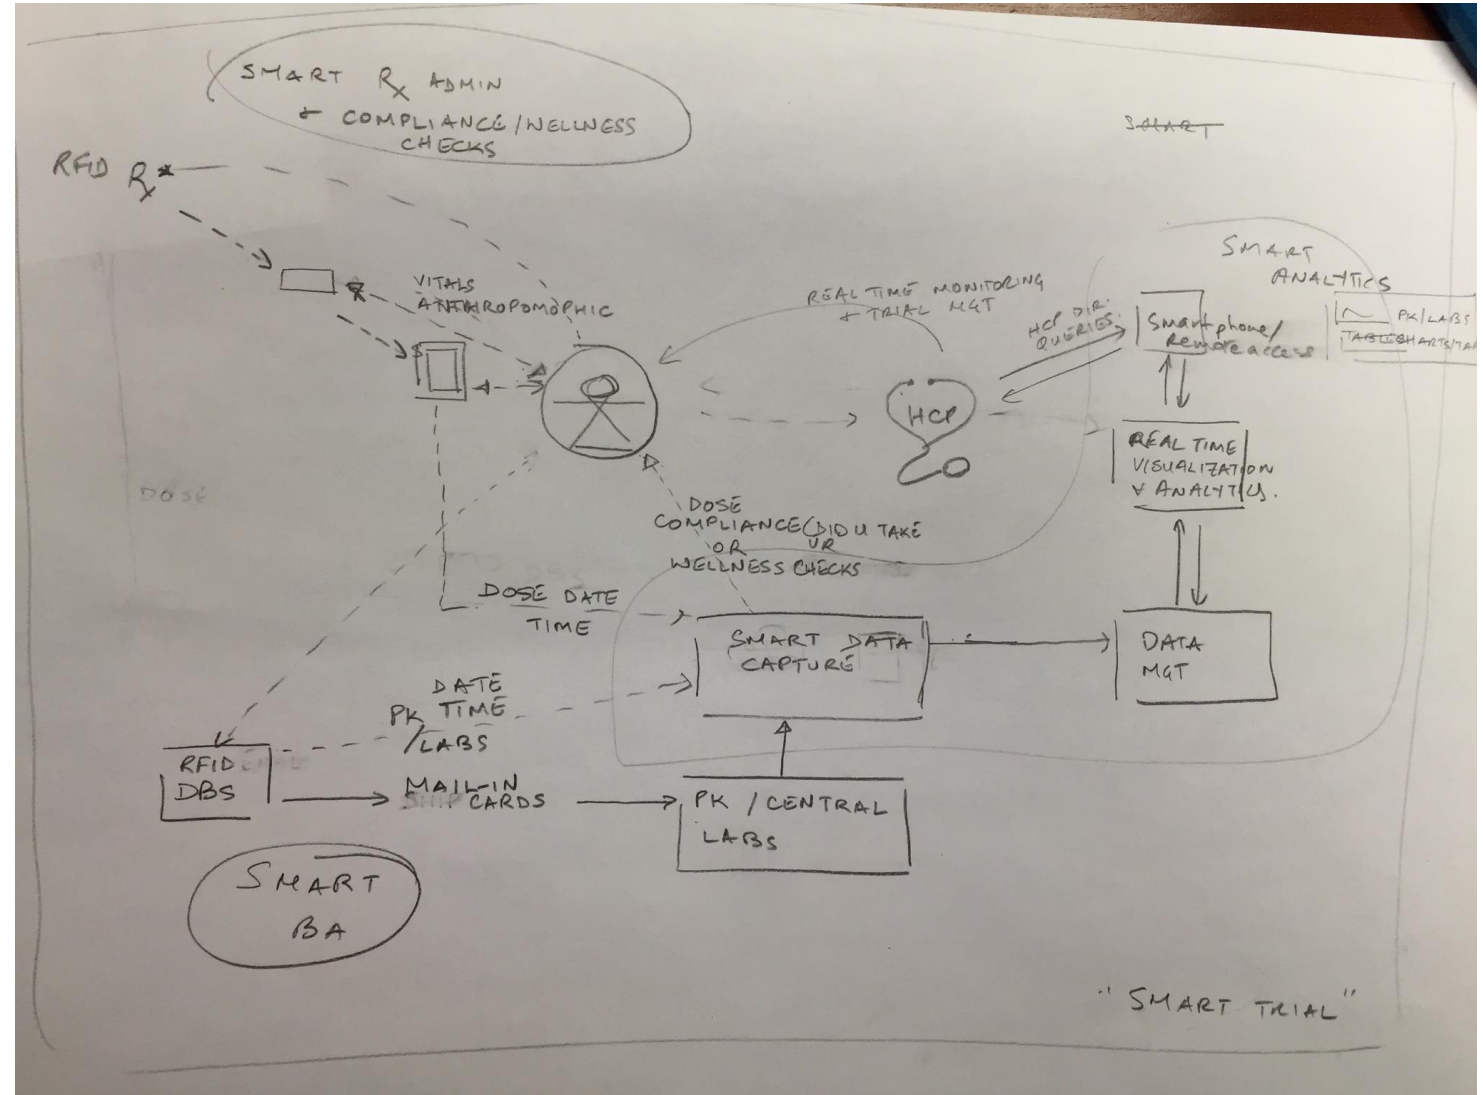 SMART Rx ADMIN
+ COMPLIANCE/WELLNESS
CHECKS
SMART
RFID Rx*
SMART
ANALYTICS
VITALS
ANTHROPOMOPHIC
REAL TIME MONITORING
+ TRIAL MGT
HCP DIR.
QUERIES.
Smartphone/
Remote access
PK/LABS
HCP
REAL TIME
VISUALIZATION
& ANALYTICS.
DOSE
DOSE
COMPLIANCE (DID U TAKE
OR UR
WELLNESS CHECKS
DOSE DATE
TIME
SMART DATA
CAPTURE
DATA
MGT
DATE
PK TIME
/LABS
RFID
DBS
MAIL-IN
CARDS
PK / CENTRAL
LABS
SMART
BA
"SMART TRIAL"